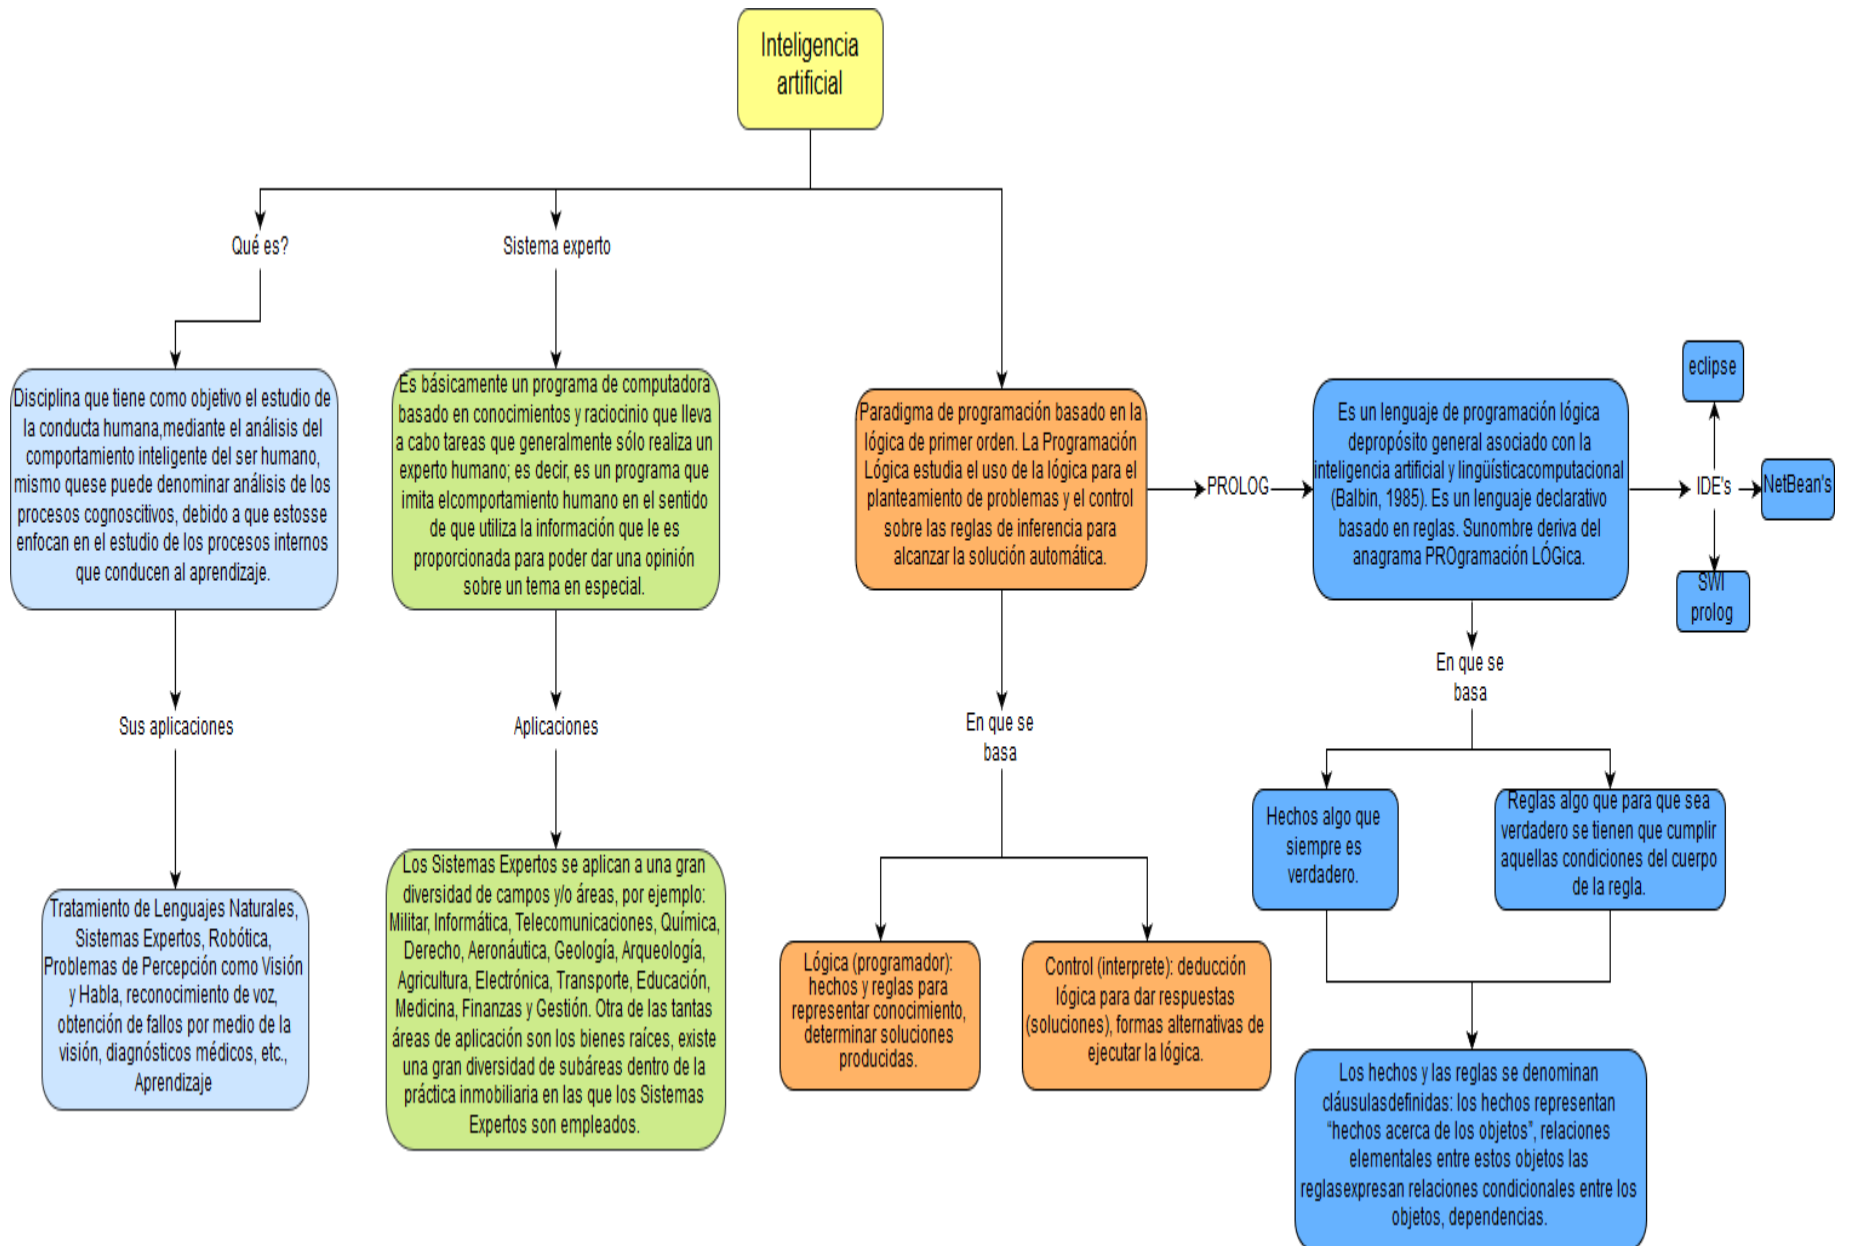 Inteligencia
artificial
Qué es?
Disciplina que tiene como objetivo el estudio de
la conducta humana,mediante el análisis del
comportamiento inteligente del ser humano,
mismo quese puede denominar análisis de los
procesos cognoscitivos, debido a que estosse
enfocan en el estudio de los procesos internos
que conducen al aprendizaje.
Sus aplicaciones
Tratamiento de Lenguajes Naturales,
Sistemas Expertos, Robótica,
Problemas de Percepción como Visión
y Habla, reconocimiento de voz,
obtención de fallos por medio de la
visión, diagnósticos médicos, etc.,
Aprendizaje
Sistema experto
Es básicamente un programa de computadora
basado en conocimientos y raciocinio que lleva
a cabo tareas que generalmente sólo realiza un
experto humano; es decir, es un programa que
imita elcomportamiento humano en el sentido
de que utiliza la información que le es
proporcionada para poder dar una opinión
sobre un tema en especial.
Aplicaciones
Los Sistemas Expertos se aplican a una gran
diversidad de campos y/o áreas, por ejemplo:
Militar, Informática, Telecomunicaciones, Química,
Derecho, Aeronáutica, Geología, Arqueología,
Agricultura, Electrónica, Transporte, Educación,
Medicina, Finanzas y Gestión. Otra de las tantas
áreas de aplicación son los bienes raíces, existe
una gran diversidad de subáreas dentro de la
práctica inmobiliaria en las que los Sistemas
Expertos son empleados.
Paradigma de programación basado en la
lógica de primer orden. La Programación
Lógica estudia el uso de la lógica para el
planteamiento de problemas y el control
sobre las reglas de inferencia para
alcanzar la solución automática.
En que se
basa
Lógica (programador):
hechos y reglas para
representar conocimiento,
determinar soluciones
producidas.
Control (interprete): deducción
lógica para dar respuestas
(soluciones), formas alternativas de
ejecutar la lógica.
PROLOG
Es un lenguaje de programación lógica
depropósito general asociado con la
inteligencia artificial y lingüísticacomputacional
(Balbin, 1985). Es un lenguaje declarativo
basado en reglas. Sunombre deriva del
anagrama PROgramación LÓGica.
IDE's
eclipse
NetBean's
SWI
prolog
En que se
basa
Hechos algo que
siempre es
verdadero.
Reglas algo que para que sea
verdadero se tienen que cumplir
aquellas condiciones del cuerpo
de la regla.
Los hechos y las reglas se denominan
cláusulasdefinidas: los hechos representan
“hechos acerca de los objetos”, relaciones
elementales entre estos objetos las
reglasexpresan relaciones condicionales entre los
objetos, dependencias.